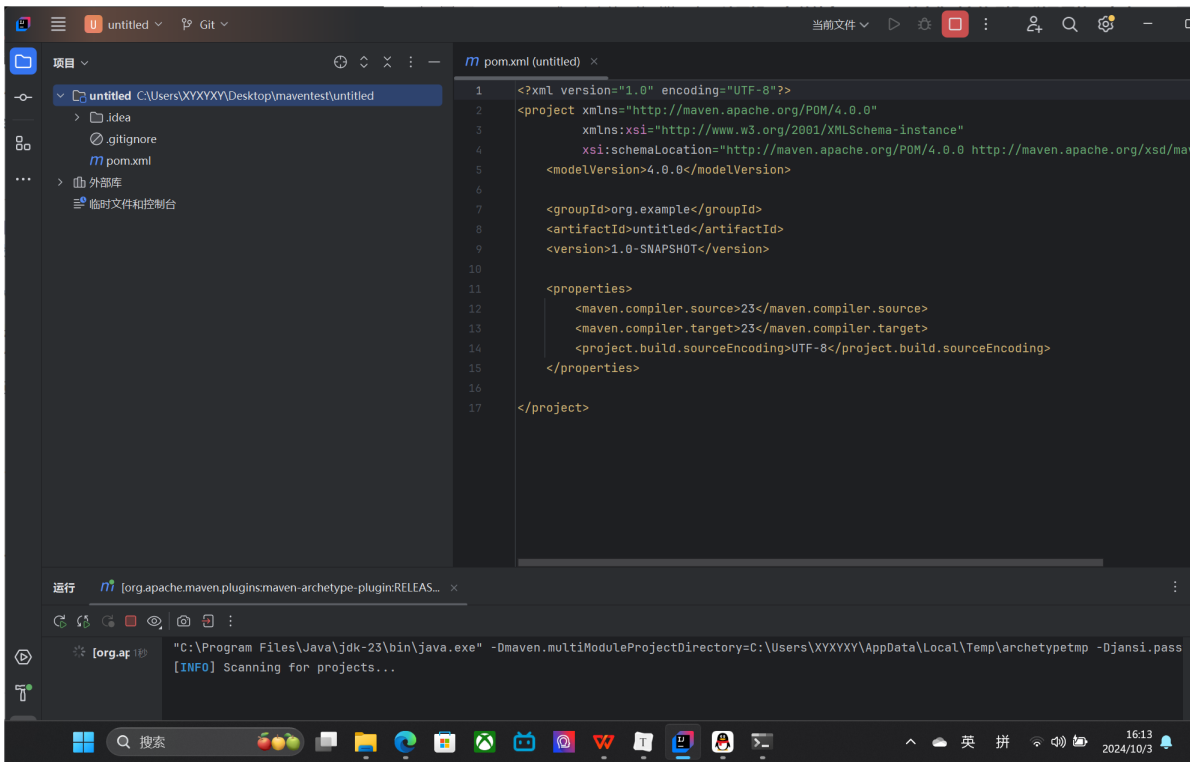 U untitled Git 当前文件
项目
untitled C:\Users\XYXYXY\Desktop\maventest\untitled
.idea
.gitignore
m pom.xml
外部库
临时文件和控制台
m pom.xml (untitled)
1 <?xml version="1.0" encoding="UTF-8"?>
2 <project xmlns="http://maven.apache.org/POM/4.0.0"
3 xmlns:xsi="http://www.w3.org/2001/XMLSchema-instance"
4 xsi:schemaLocation="http://maven.apache.org/POM/4.0.0 http://maven.apache.org/xsd/mav
5 <modelVersion>4.0.0</modelVersion>
6
7 <groupId>org.example</groupId>
8 <artifactId>untitled</artifactId>
9 <version>1.0-SNAPSHOT</version>
10
11 <properties>
12 <maven.compiler.source>23</maven.compiler.source>
13 <maven.compiler.target>23</maven.compiler.target>
14 <project.build.sourceEncoding>UTF-8</project.build.sourceEncoding>
15 </properties>
16
17 </project>
运行 m [org.apache.maven.plugins:maven-archetype-plugin:RELEAS...
[org.ap 1秒
"C:\Program Files\Java\jdk-23\bin\java.exe" -Dmaven.multiModuleProjectDirectory=C:\Users\XYXYXY\AppData\Local\Temp\archetypetmp -Djansi.pass
[INFO] Scanning for projects...
搜索
英 拼
16:13
2024/10/3